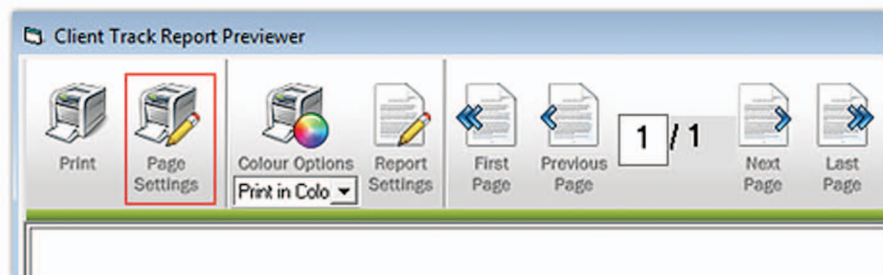 Client Track Report Previewer
Print
Page
Settings
Colour Options
Print in Colo
Report
Settings
First
Page
Previous
Page
1 / 1
Next
Page
Last
Page